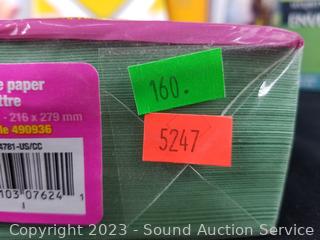 e paper
ttre
- 216 x 279 mm
le 490936
4781-US/CC
103 07624 1
160.
5247
Copyright 2023 - Sound Auction Service